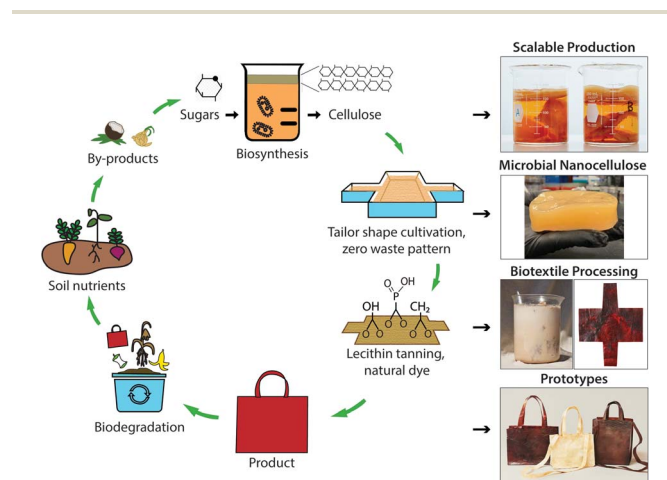 Scalable Production
Sugars
Cellulose
Biosynthesis
By-products
Microbial Nanocellulose
Tailor shape cultivation,
zero waste pattern
Soil nutrients
Biotextile Processing
OH
O
P
OH
CH₂
O
O
O
O
O
O
Lecithin tanning,
natural dye
Prototypes
Biodegradation
Product